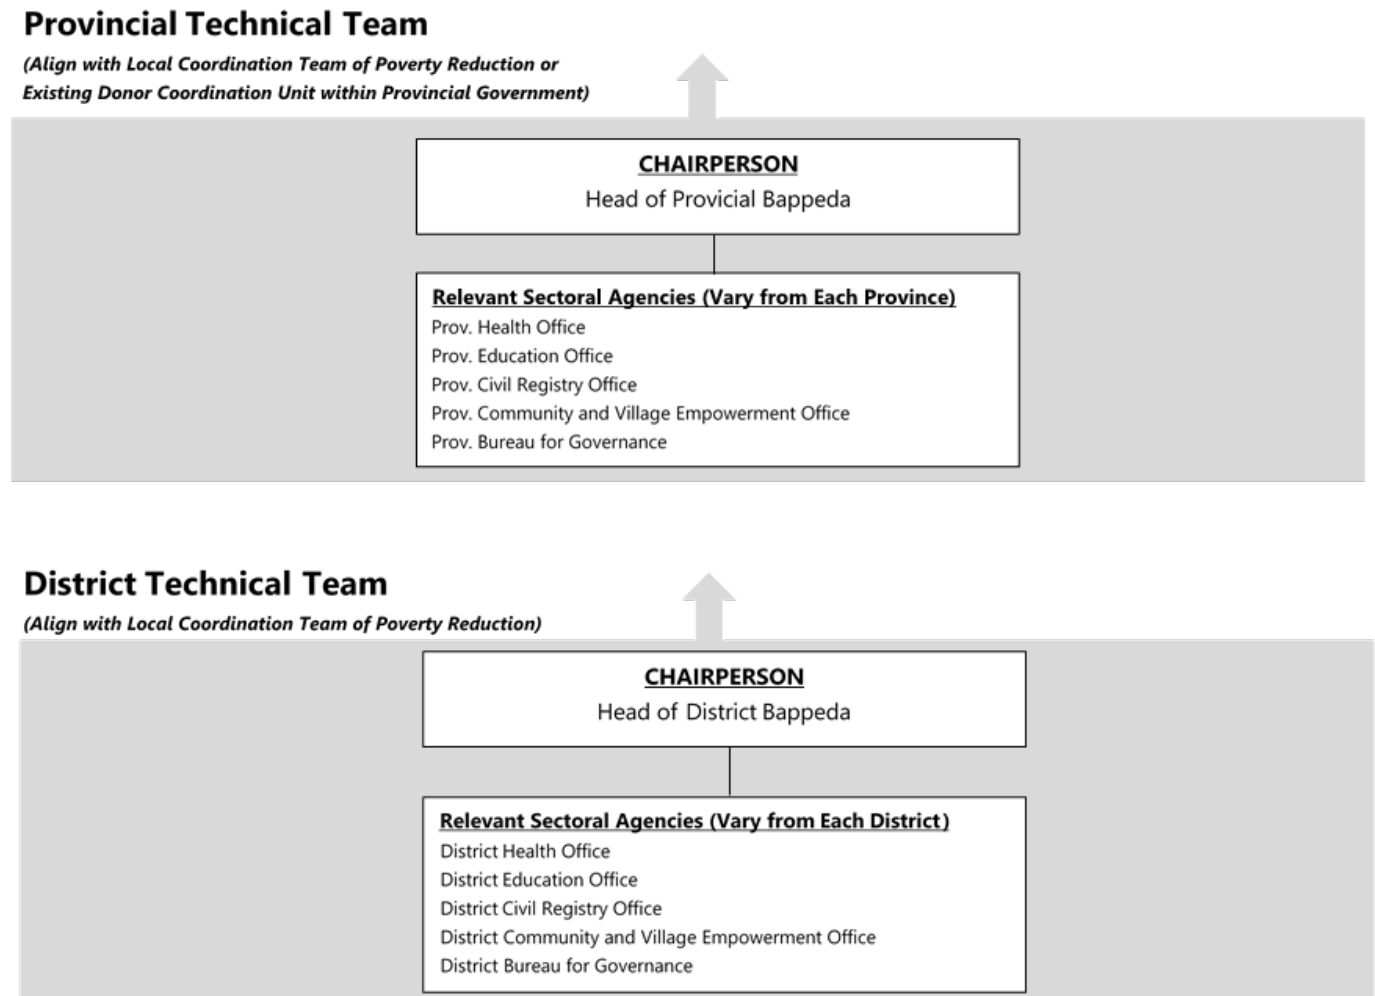 Provincial Technical Team
(Align with Local Coordination Team of Poverty Reduction or
Existing Donor Coordination Unit within Provincial Government)
CHAIRPERSON
Head of Provicial Bappeda
Relevant Sectoral Agencies (Vary from Each Province)
Prov. Health Office
Prov. Education Office
Prov. Civil Registry Office
Prov. Community and Village Empowerment Office
Prov. Bureau for Governance
District Technical Team
(Align with Local Coordination Team of Poverty Reduction)
CHAIRPERSON
Head of District Bappeda
Relevant Sectoral Agencies (Vary from Each District)
District Health Office
District Education Office
District Civil Registry Office
District Community and Village Empowerment Office
District Bureau for Governance